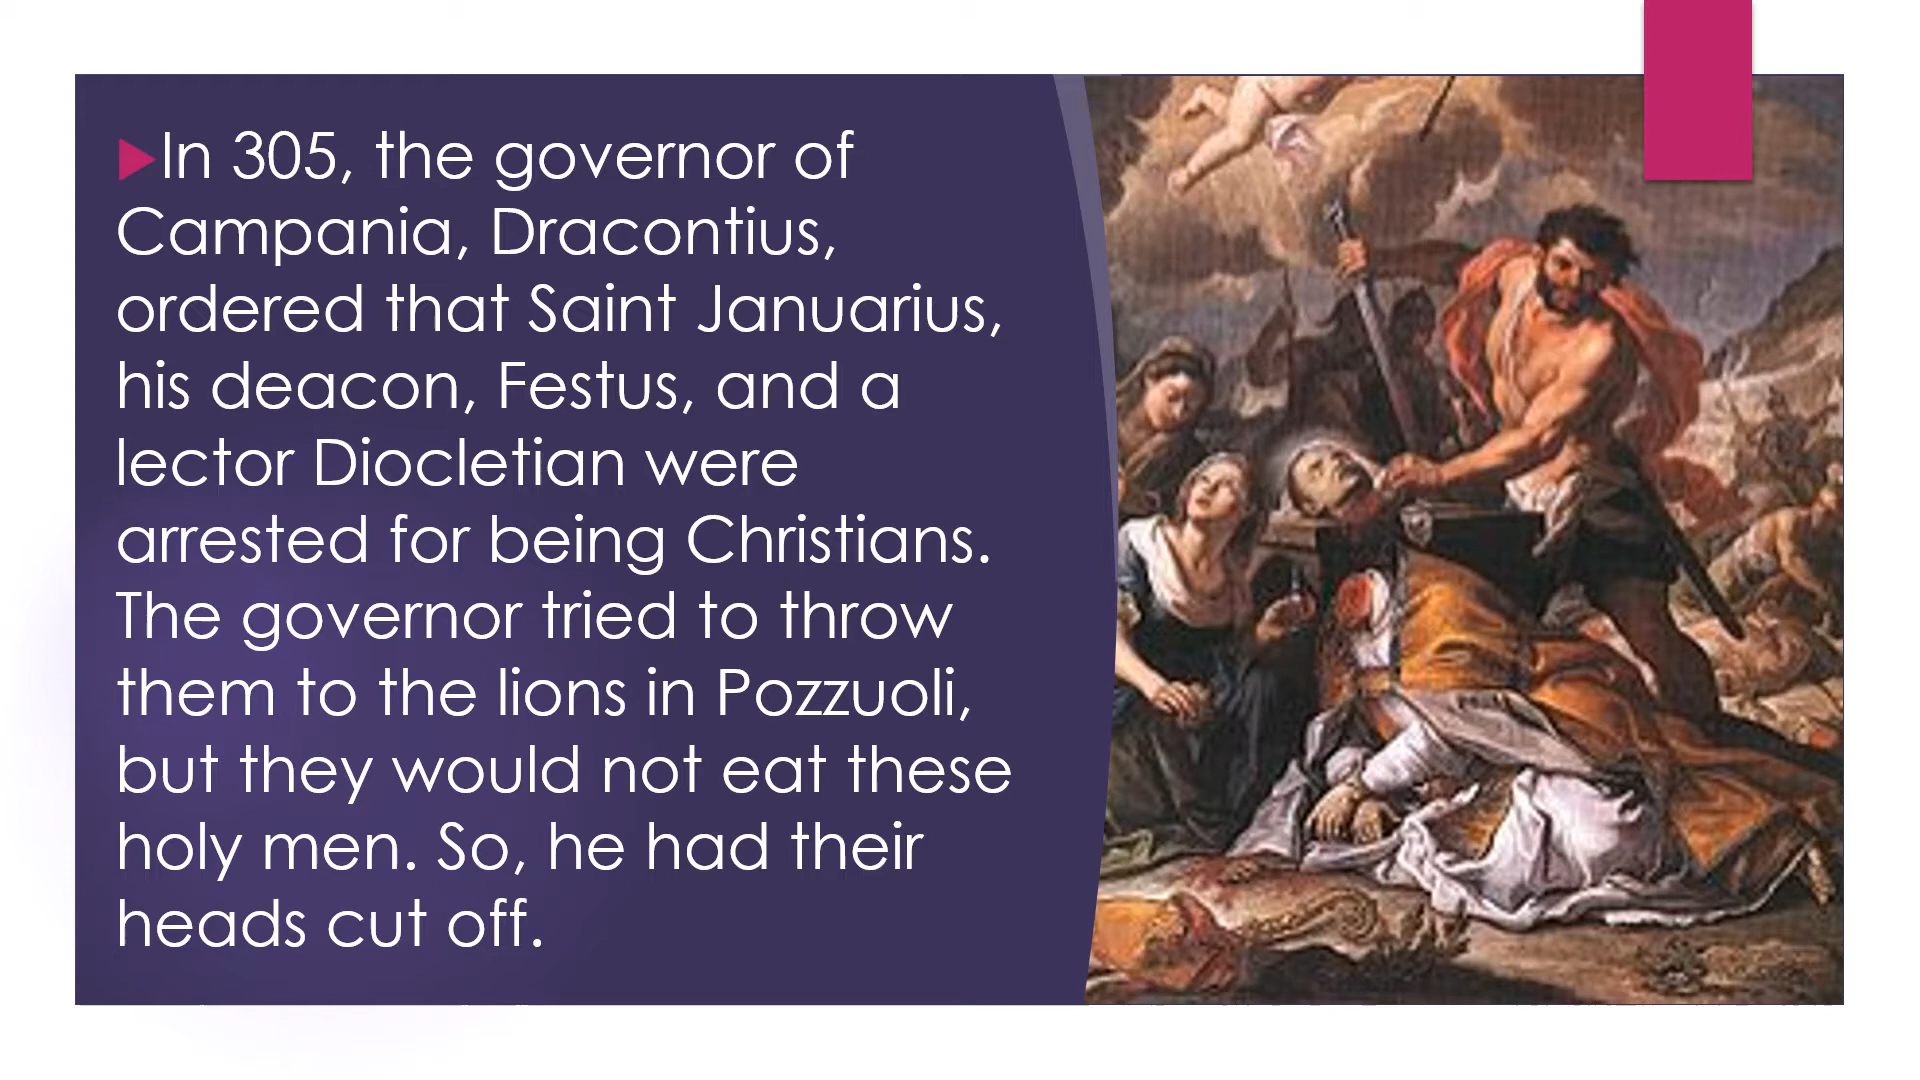 In 305, the governor of
Campania, Dracontius,
ordered that Saint Januarius,
his deacon, Festus, and a
lector Diocletian were
arrested for being Christians.
The governor tried to throw
them to the lions in Pozzuoli,
but they would not eat these
holy men. So, he had their
heads cut off.